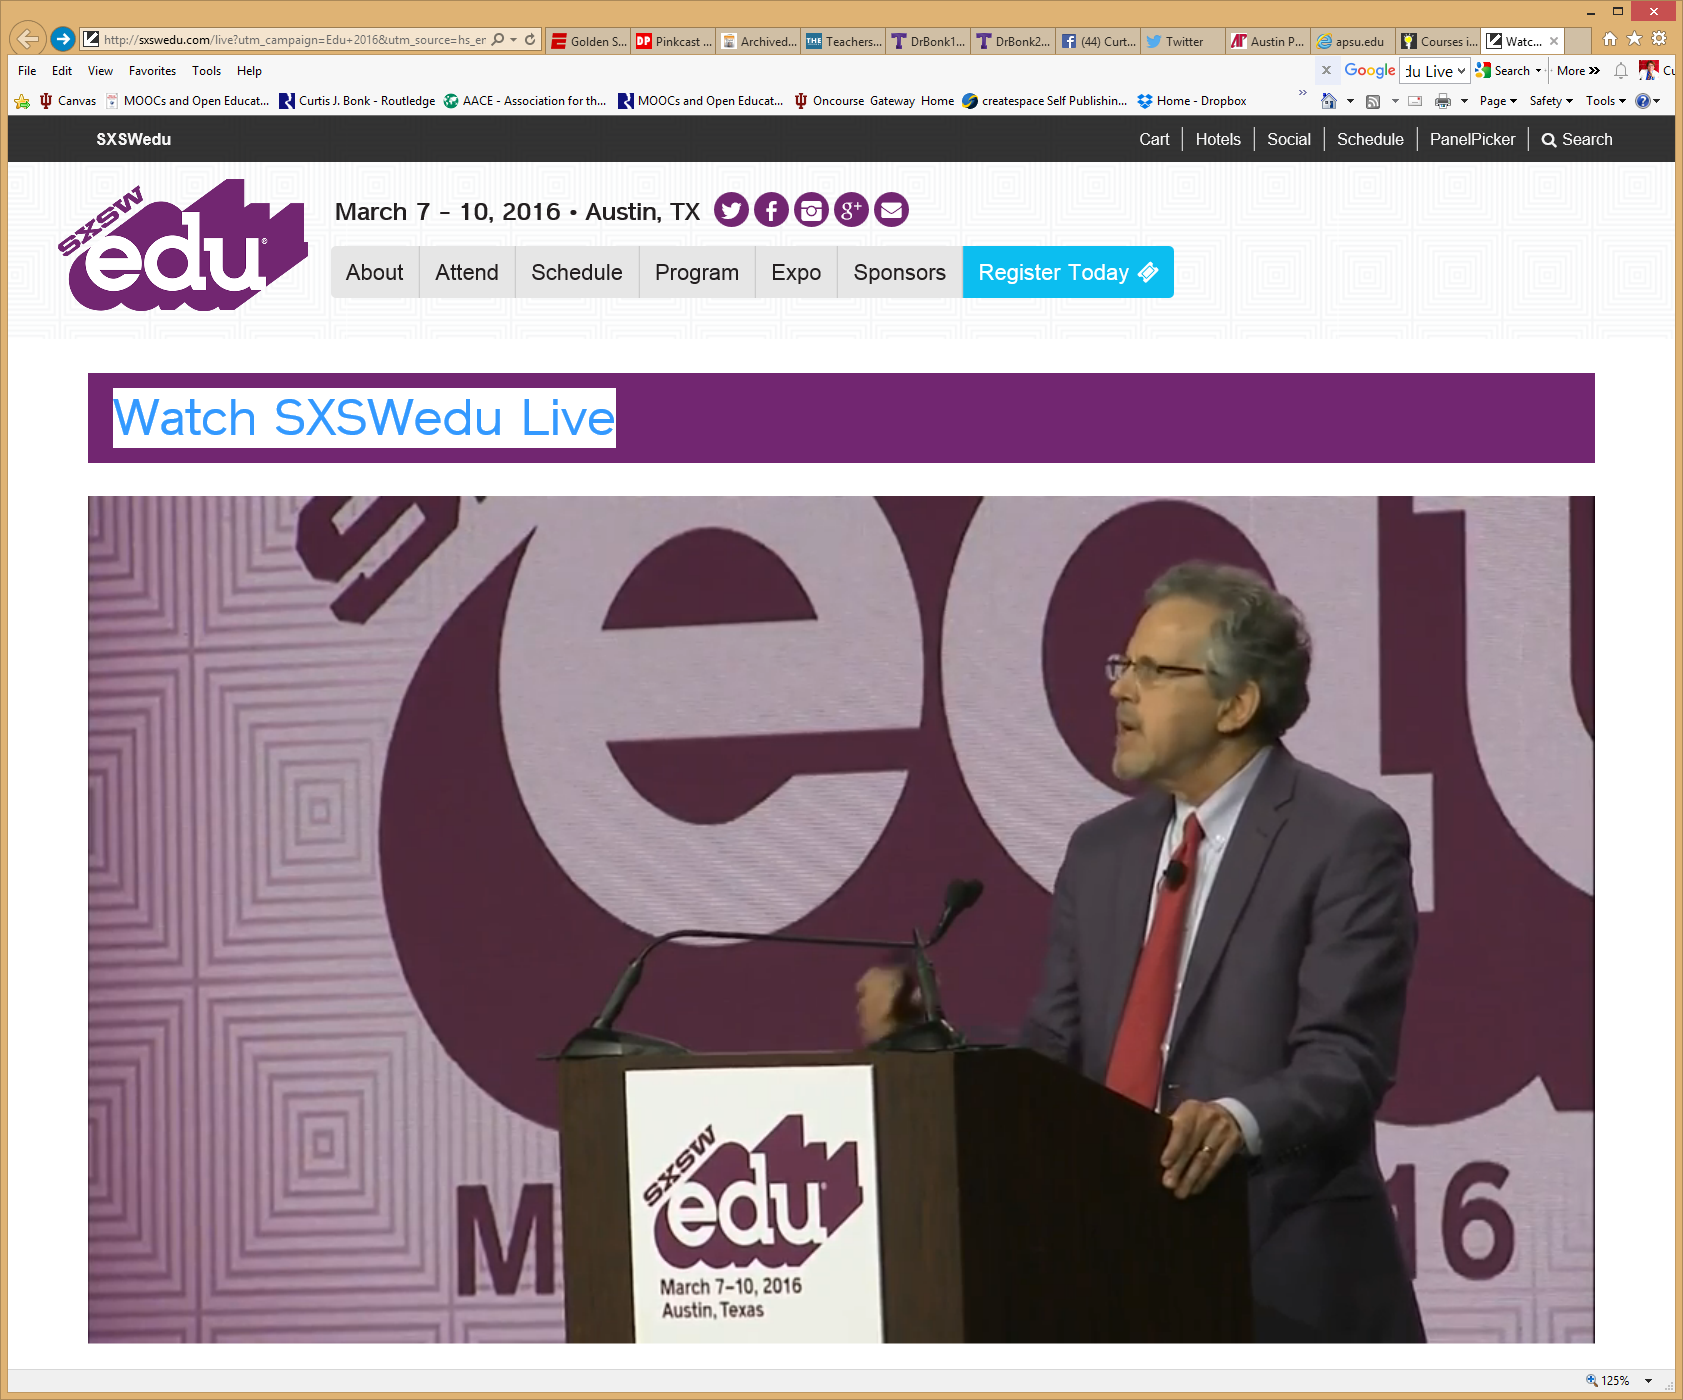 http://sxswedu.com/live?utm_campaign=Edu+2016&utm_source=hs_en
Golden S...
Pinkcast ...
Archived...
Teachers...
DrBonk1...
DrBonk2...
(44) Curt...
Twitter
Austin P...
apsu.edu
Courses i...
Watc...
File Edit View Favorites Tools Help
Google
du Live
Search
More »
Cu
Canvas
MOOCs and Open Educat...
Curtis J. Bonk - Routledge
AACE - Association for th...
MOOCs and Open Educat...
Oncourse Gateway Home
createspace Self Publishin...
Home - Dropbox
Page
Safety
Tools
SXSWedu
Cart
Hotels
Social
Schedule
PanelPicker
Search
SXSW
edu
March 7 - 10, 2016 • Austin, TX
About
Attend
Schedule
Program
Expo
Sponsors
Register Today
Watch SXSWedu Live
SXSW
edu
March 7–10, 2016
Austin, Texas
125%